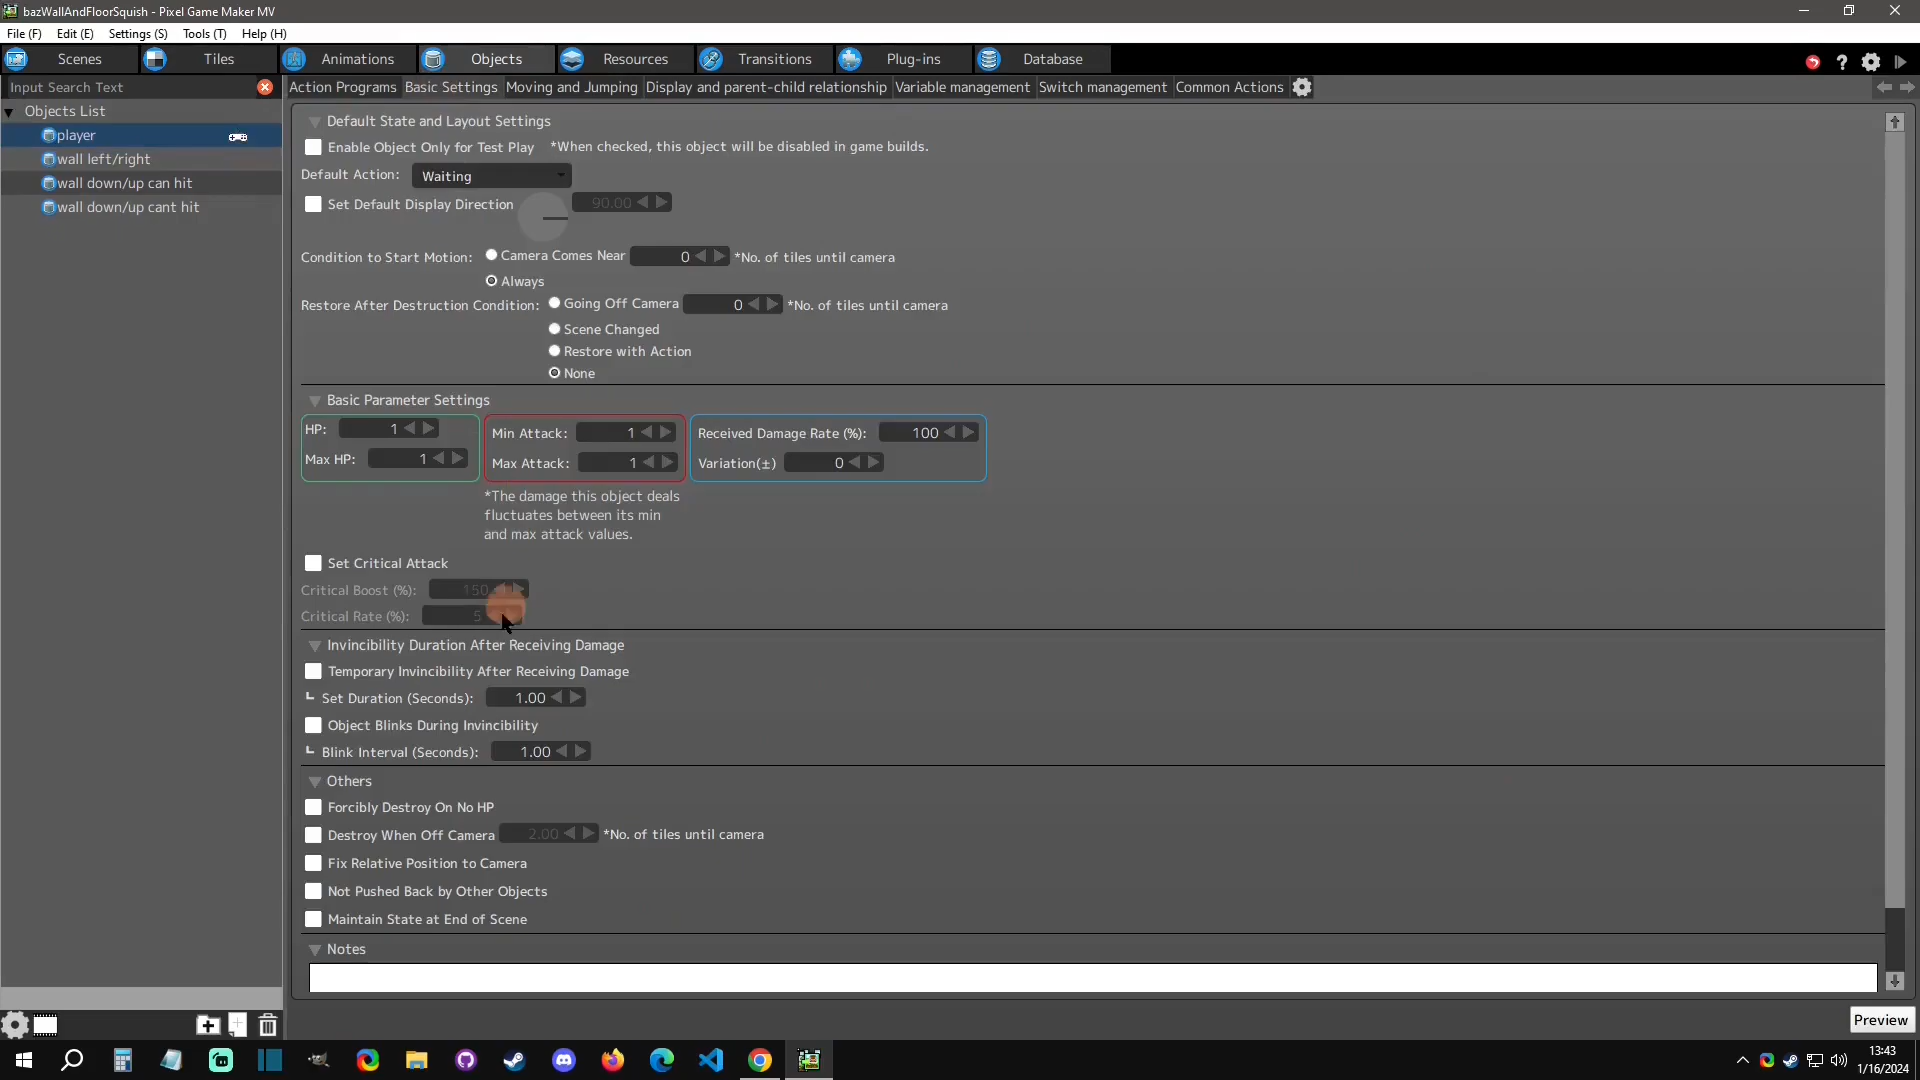 bazWallAndFloorSquish - Pixel Game Maker MV
File (F) Edit (E) Settings (S) Tools (T) Help (H)
Scenes Tiles Animations Objects Resources Transitions Plug-ins Database
Input Search Text
Action Programs Basic Settings Moving and Jumping Display and parent-child relationship Variable management Switch management Common Actions
Objects List
player
wall left/right
wall down/up can hit
wall down/up cant hit
Default State and Layout Settings
Enable Object Only for Test Play *When checked, this object will be disabled in game builds.
Default Action: Waiting
Set Default Display Direction 90.00
Condition to Start Motion: Camera Comes Near 0 *No. of tiles until camera
Always
Restore After Destruction Condition: Going Off Camera 0 *No. of tiles until camera
Scene Changed
Restore with Action
None
Basic Parameter Settings
HP: 1 Min Attack: 1 Received Damage Rate (%): 100
Max HP: 1 Max Attack: 1 Variation(±) 0
*The damage this object deals
fluctuates between its min
and max attack values.
Set Critical Attack
Critical Boost (%): 150
Critical Rate (%): 5
Invincibility Duration After Receiving Damage
Temporary Invincibility After Receiving Damage
Set Duration (Seconds): 1.00
Object Blinks During Invincibility
Blink Interval (Seconds): 1.00
Others
Forcibly Destroy On No HP
Destroy When Off Camera 2.00 *No. of tiles until camera
Fix Relative Position to Camera
Not Pushed Back by Other Objects
Maintain State at End of Scene
Notes
Preview
13:43
1/16/2024